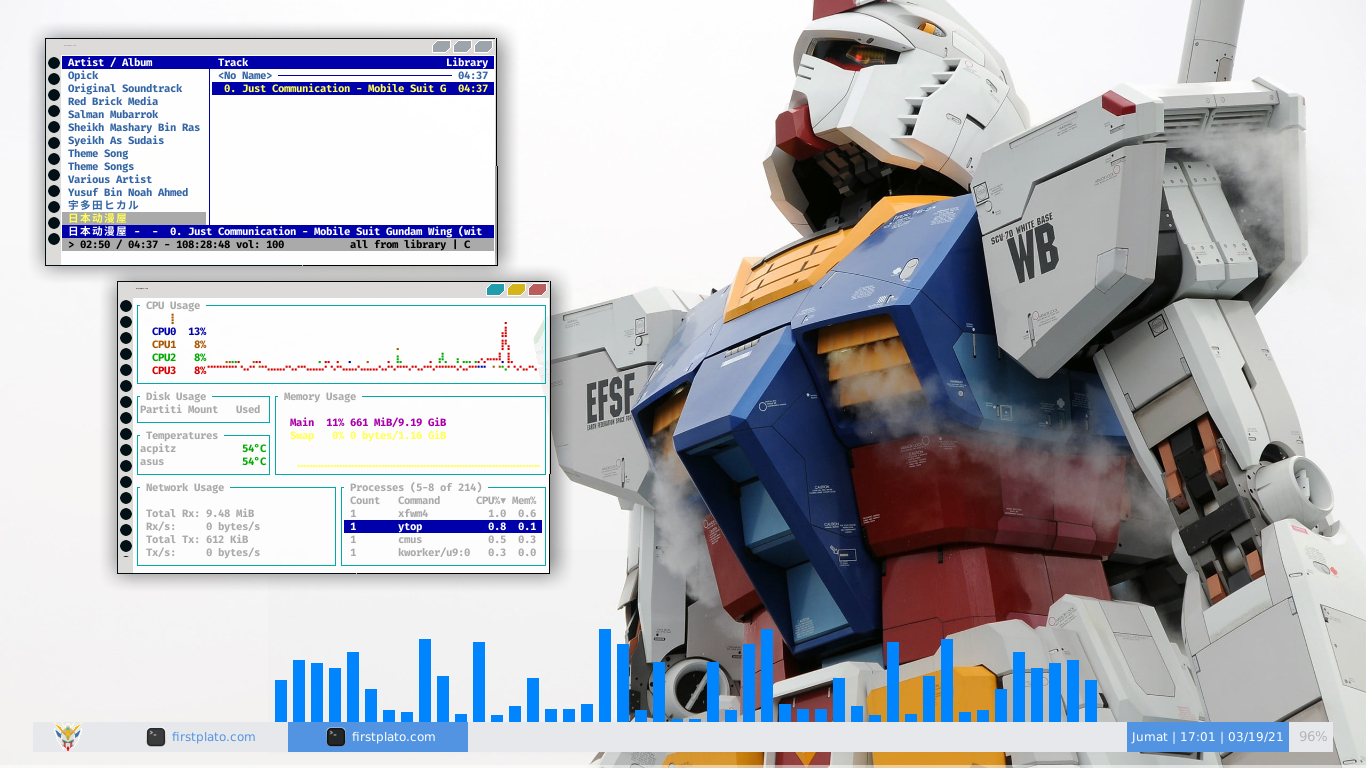 Artist / Album Track Library
Opick <No Name> 04:37
Original Soundtrack 0. Just Communication - Mobile Suit G 04:37
Red Brick Media
Salman Mubarrok
Sheikh Mashary Bin Ras
Syeikh As Sudais
Theme Song
Theme Songs
Various Artist
Yusuf Bin Noah Ahmed
宇多田ヒカル
日本动漫屋
日本动漫屋 - - 0. Just Communication - Mobile Suit Gundam Wing (wit
> 02:50 / 04:37 - 108:28:48 vol: 100 all from library | C
CPU Usage
CPU0 13%
CPU1 8%
CPU2 8%
CPU3 8%
Disk Usage
Partiti Mount Used
Temperatures
acpitz 54°C
asus 54°C
Memory Usage
Main 11% 661 MiB/9.19 GiB
Swap 0% 0 bytes/1.16 GiB
Network Usage
Total Rx: 9.48 MiB
Rx/s: 0 bytes/s
Total Tx: 612 KiB
Tx/s: 0 bytes/s
Processes (5-8 of 214)
Count Command CPU%▼ Mem%
1 xfwm4 1.0 0.6
1 ytop 0.8 0.1
1 cmus 0.5 0.3
1 kworker/u9:0 0.3 0.0
SCV-70 WHITE BASE
WB
EFSF
EARTH FEDERATION SPACE
firstplato.com
firstplato.com
Jumat | 17:01 | 03/19/21
96%